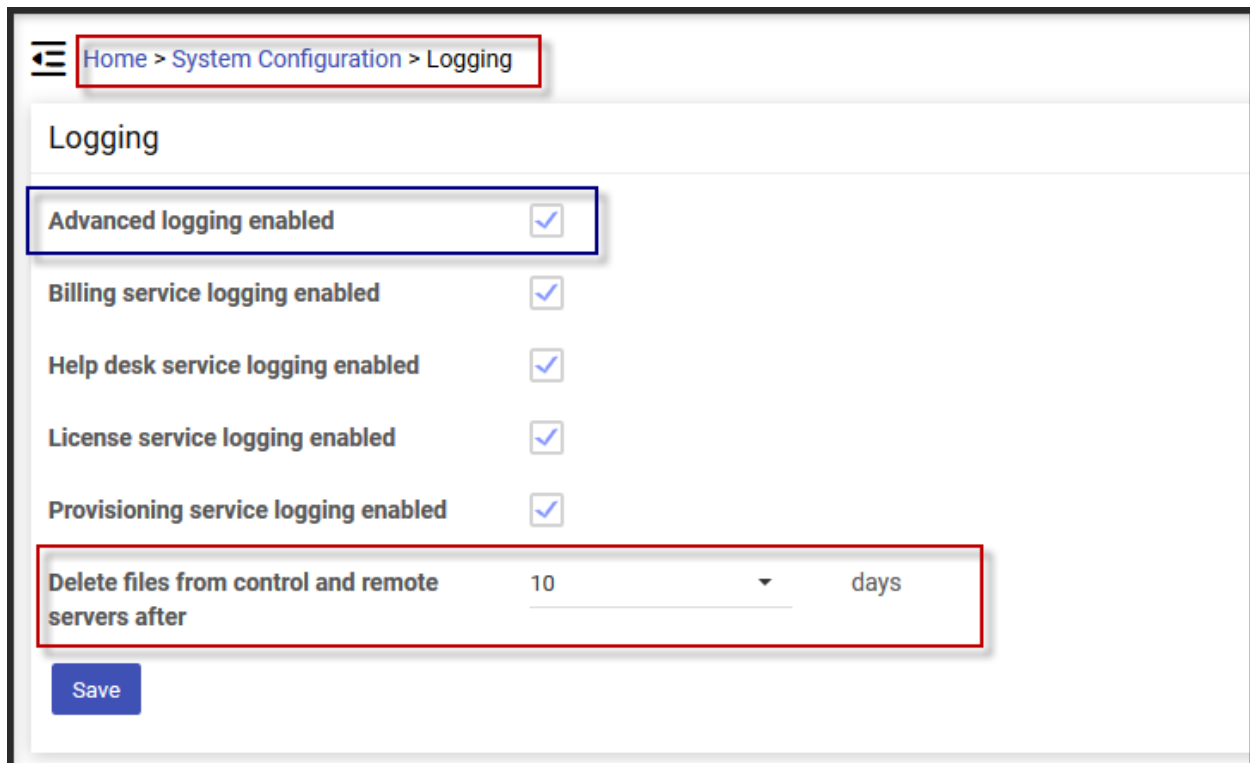 Home > System Configuration > Logging
Logging
Advanced logging enabled
Billing service logging enabled
Help desk service logging enabled
License service logging enabled
Provisioning service logging enabled
Delete files from control and remote 10 days
servers after
Save